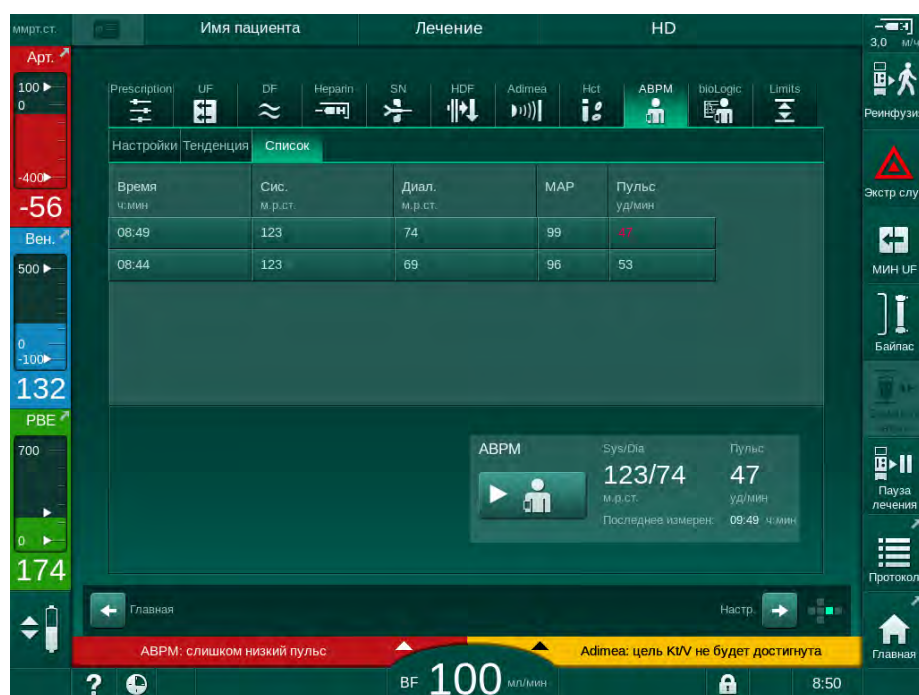 ммрт.ст. Имя пациента Лечение HD 3,0 м/ч
Арт.
100
0
-400
-56
Вен.
500
0
-100
132
PBE
700
0
174
Prescription UF DF Heparin SN HDF Adimea Hct ABPM bioLogic Limits
Настройки Тенденция Список
Время Сис. Диал. MAP Пульс
ч:мин м.р.ст. м.р.ст. уд/мин
08:49 123 74 99 47
08:44 123 69 96 53
ABPM Sys/Dia Пульс
123/74 47
м.р.ст. уд/мин
Последнее измерен: 09:49 ч:мин
Главная Настр.
Реинфузи
Экстр слу
МИН UF
Байпас
Пауза
лечения
Протокол
Главная
ABPM: слишком низкий пульс Adimea: цель Kt/V не будет достигнута
? BF 100 мл/мин 8:50